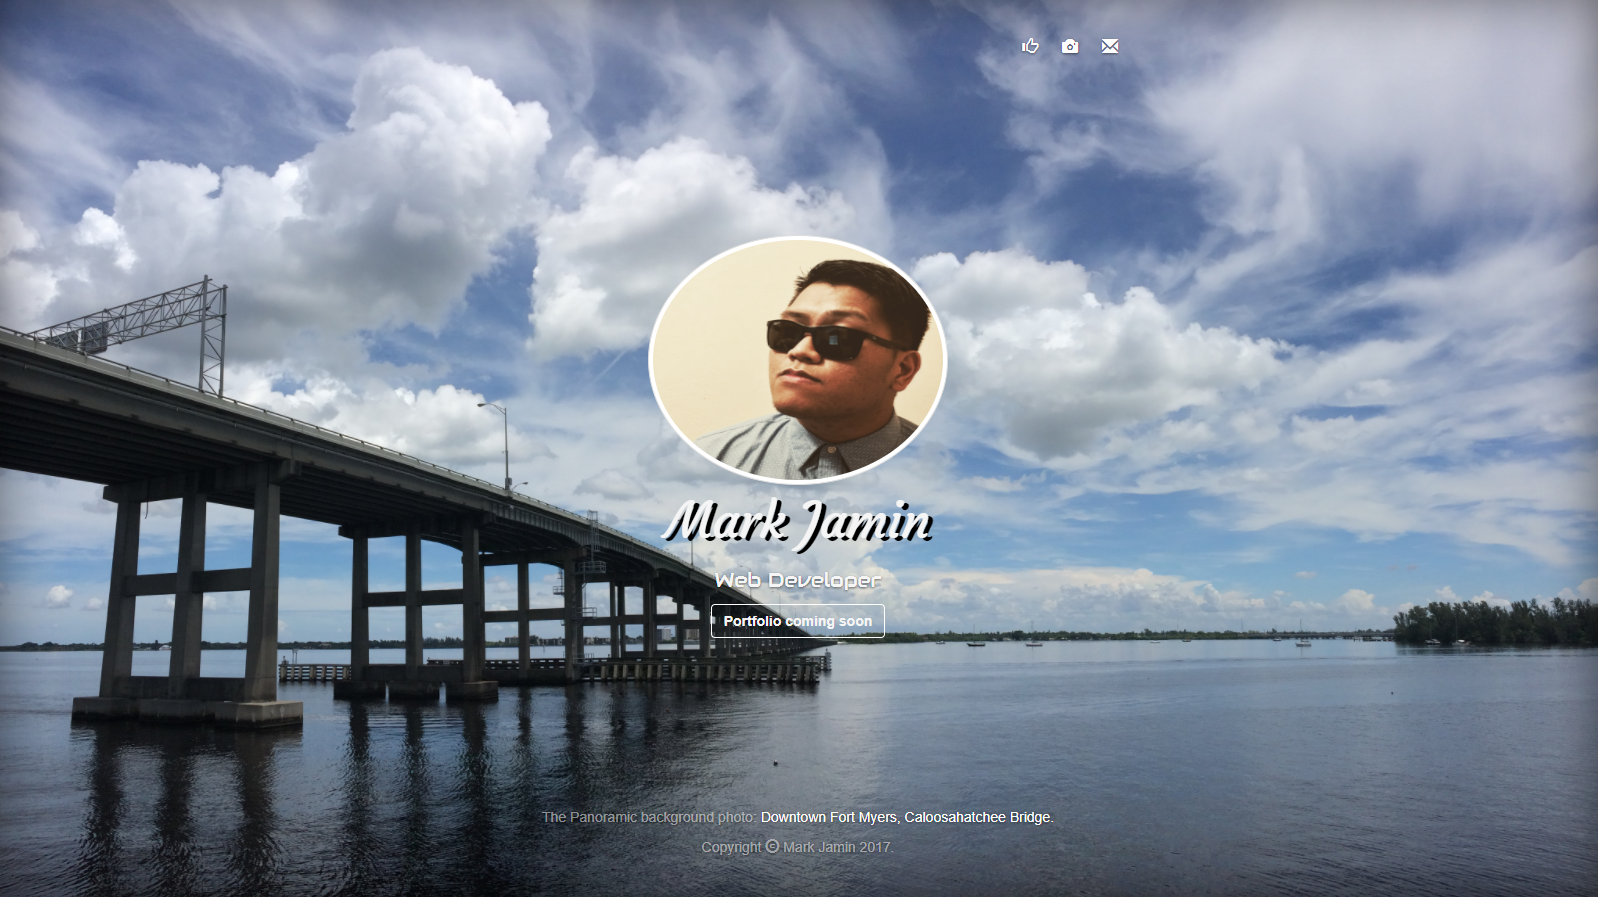 Mark Jamin
Web Developer
Portfolio coming soon
The Panoramic background photo: Downtown Fort Myers, Caloosahatchee Bridge.
Copyright © Mark Jamin 2017.